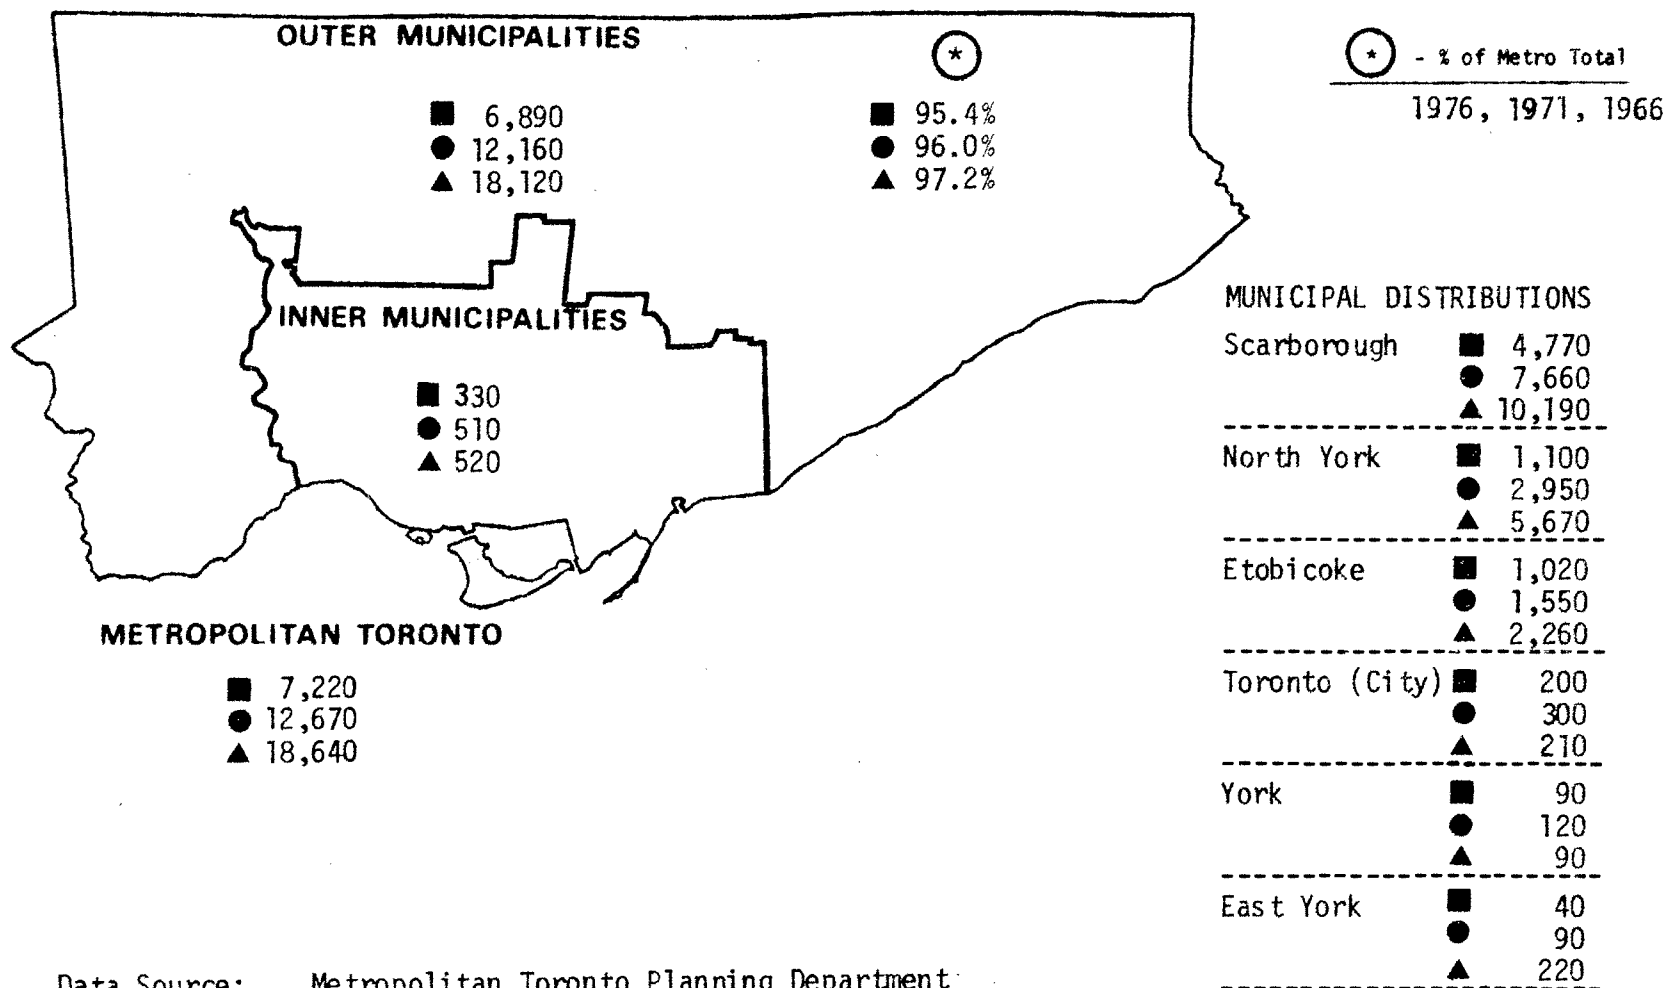 OUTER MUNICIPALITIES
*
* - % of Metro Total
1976, 1971, 1966
■ 6,890
● 12,160
▲ 18,120
■ 95.4%
● 96.0%
▲ 97.2%
INNER MUNICIPALITIES
■ 330
● 510
▲ 520
METROPOLITAN TORONTO
■ 7,220
● 12,670
▲ 18,640
MUNICIPAL DISTRIBUTIONS
Scarborough ■ 4,770
● 7,660
▲ 10,190
North York ■ 1,100
● 2,950
▲ 5,670
Etobicoke ■ 1,020
● 1,550
▲ 2,260
Toronto (City) ■ 200
● 300
▲ 210
York ■ 90
● 120
▲ 90
East York ■ 40
● 90
▲ 220
Data Source: Metropolitan Toronto Planning Department